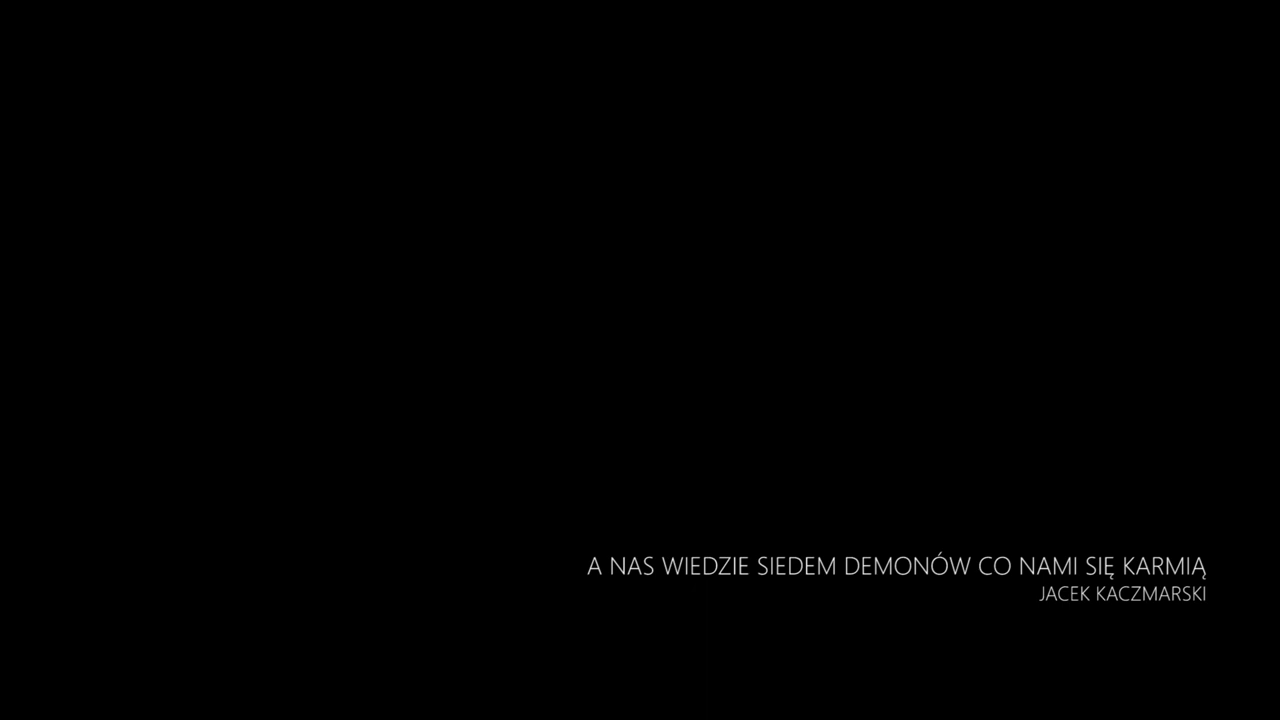 A NAS WIEDZIE SIEDEM DEMONÓW CO NAMI SIĘ KARMIĄ
JACEK KACZMARSKI